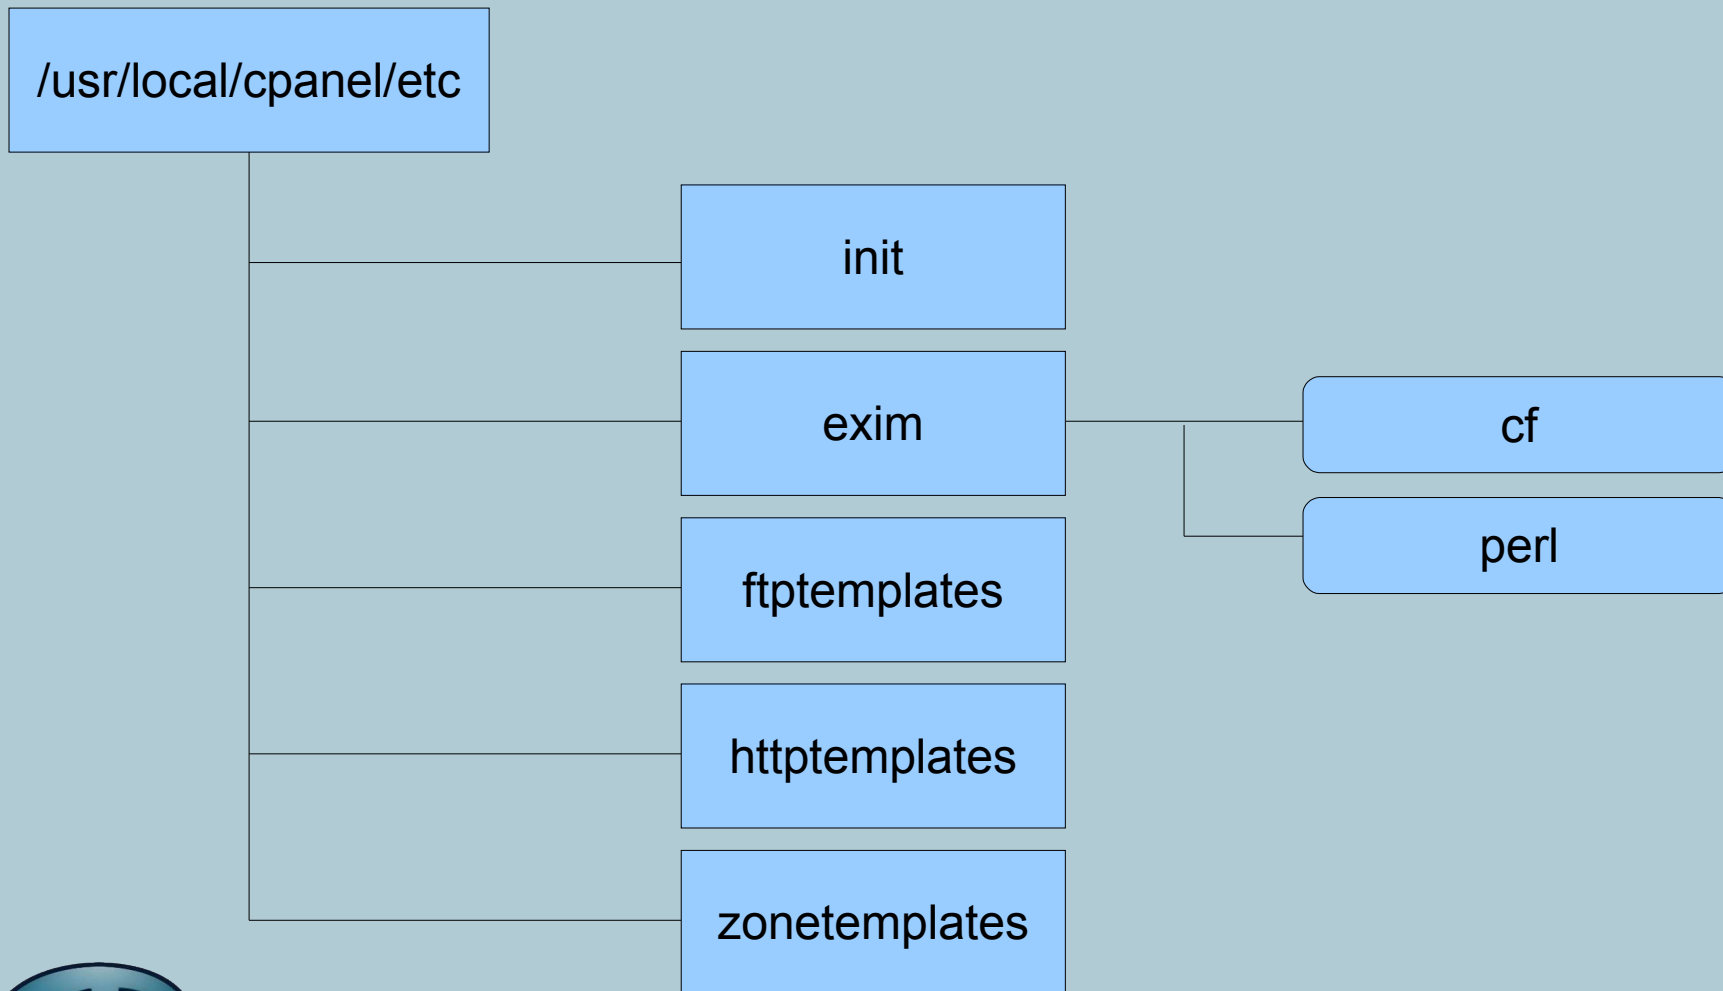 /usr/local/cpanel/etc
init
exim
cf
perl
ftptemplates
httptemplates
zonetemplates